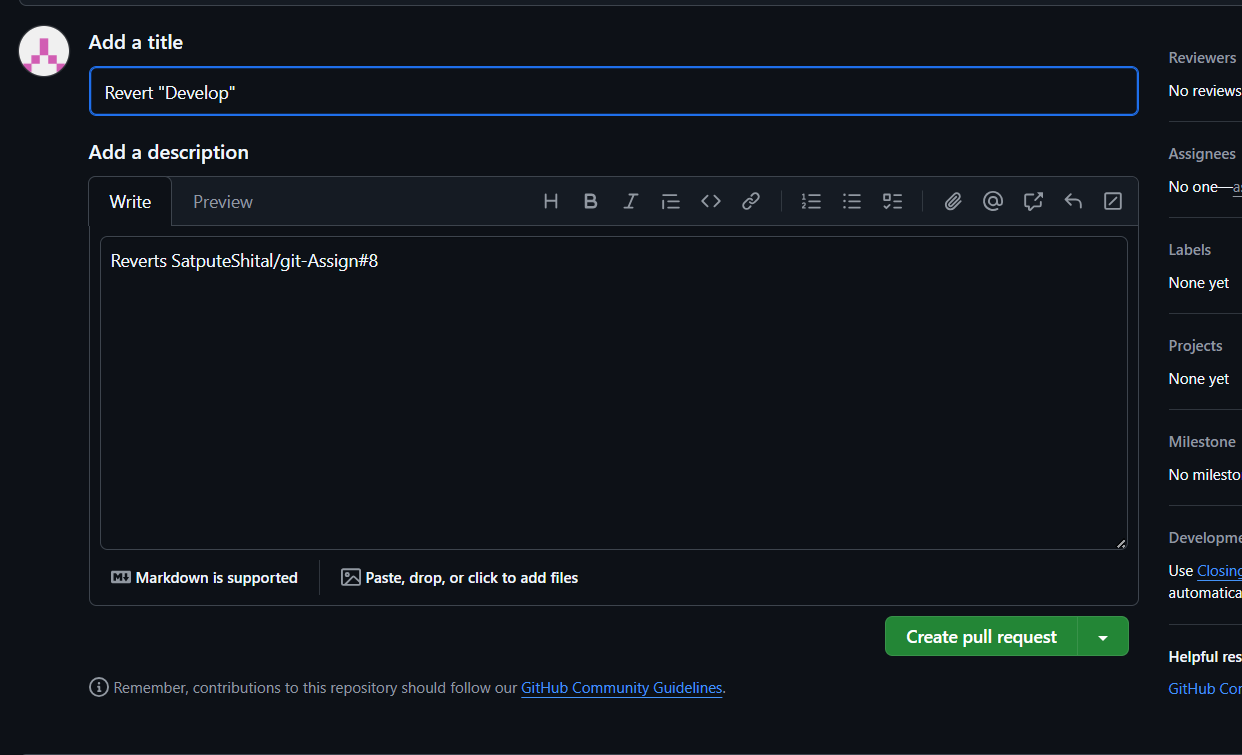 Add a title
Revert "Develop"
Add a description
Write Preview
Reverts SatputeShital/git-Assign#8
Markdown is supported
Paste, drop, or click to add files
Create pull request
Remember, contributions to this repository should follow our GitHub Community Guidelines.
Reviewers
No reviews
Assignees
No one—as
Labels
None yet
Projects
None yet
Milestone
No milesto
Developme
Use Closing
automatica
Helpful res
GitHub Cor